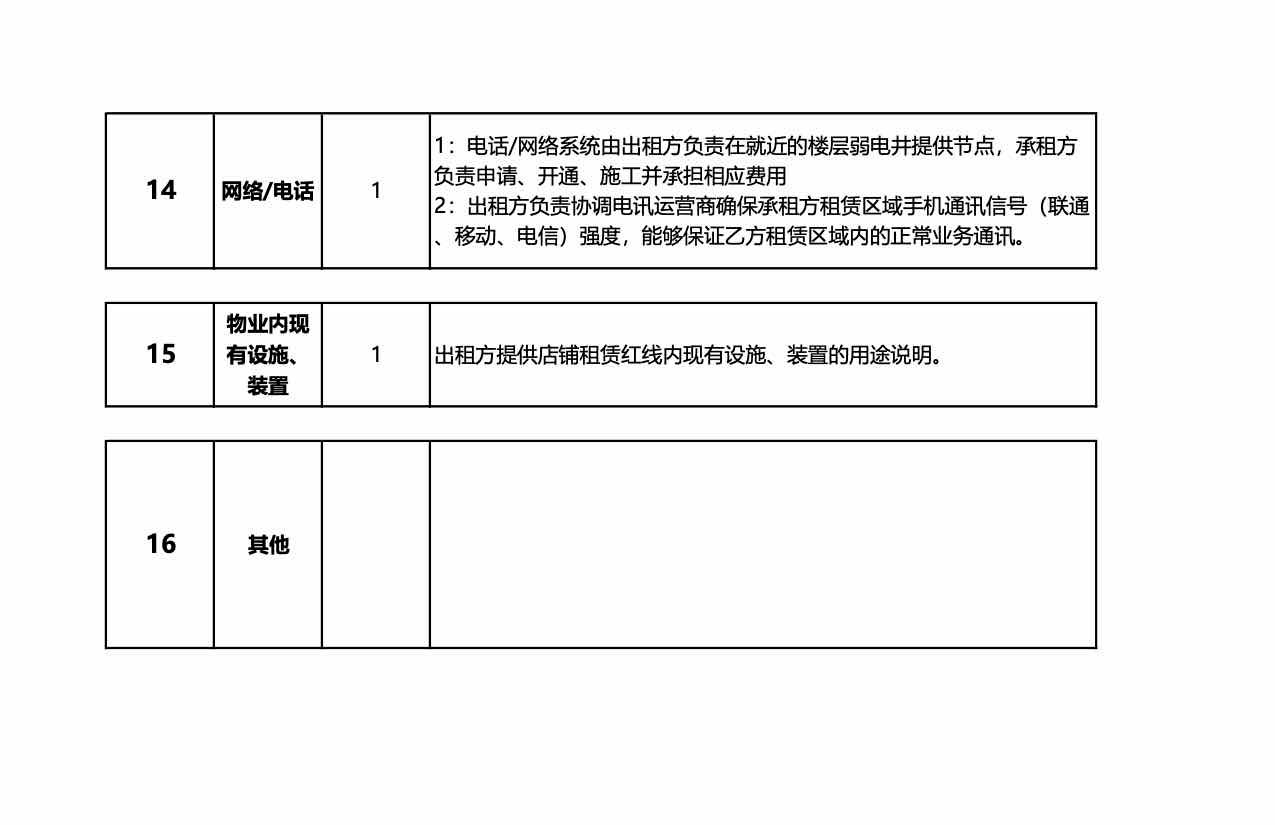 14
网络/电话
1
1：电话/网络系统由出租方负责在就近的楼层弱电井提供节点，承租方
负责申请、开通、施工并承担相应费用
2：出租方负责协调电讯运营商确保承租方租赁区域手机通讯信号（联通
、移动、电信）强度，能够保证乙方租赁区域内的正常业务通讯。
15
物业内现
有设施、
装置
1
出租方提供店铺租赁红线内现有设施、装置的用途说明。
16
其他